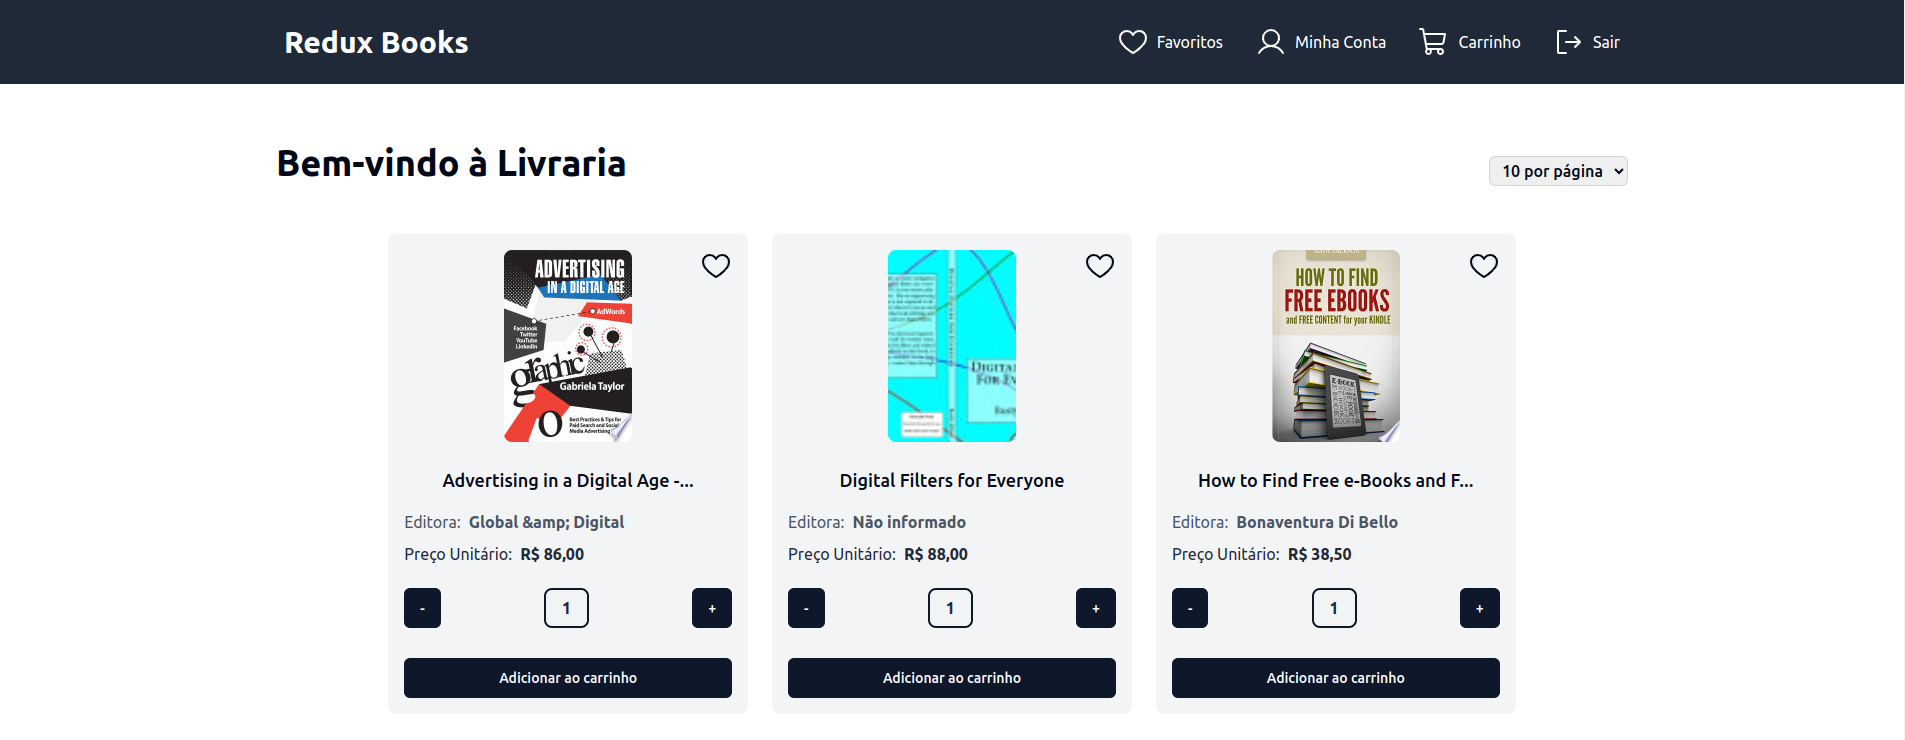 Redux Books
Favoritos
Minha Conta
Carrinho
Sair
Bem-vindo à Livraria
10 por página
ADVERTISING
IN A DIGITAL AGE
AdWords
Facebook
Twitter
YouTube
LinkedIn
graphic
Gabriela Taylor
Best Practices & Tips for
Paid Search and Social
Media Advertising
Advertising in a Digital Age -...
Editora: Global &amp; Digital
Preço Unitário: R$ 86,00
- 1 +
Adicionar ao carrinho
DIGITAL
Digital Filters for Everyone
Editora: Não informado
Preço Unitário: R$ 88,00
- 1 +
Adicionar ao carrinho
HOW TO FIND
FREE EBOOKS
and FREE CONTENT for your KINDLE
E-BOOK
How to Find Free e-Books and F...
Editora: Bonaventura Di Bello
Preço Unitário: R$ 38,50
- 1 +
Adicionar ao carrinho